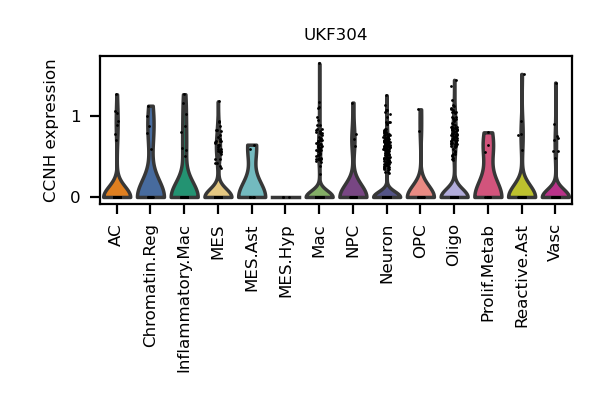 UKF304
CCNH expression
1
0
AC
Chromatin.Reg
Inflammatory.Mac
MES
MES.Ast
MES.Hyp
Mac
NPC
Neuron
OPC
Oligo
Prolif.Metab
Reactive.Ast
Vasc